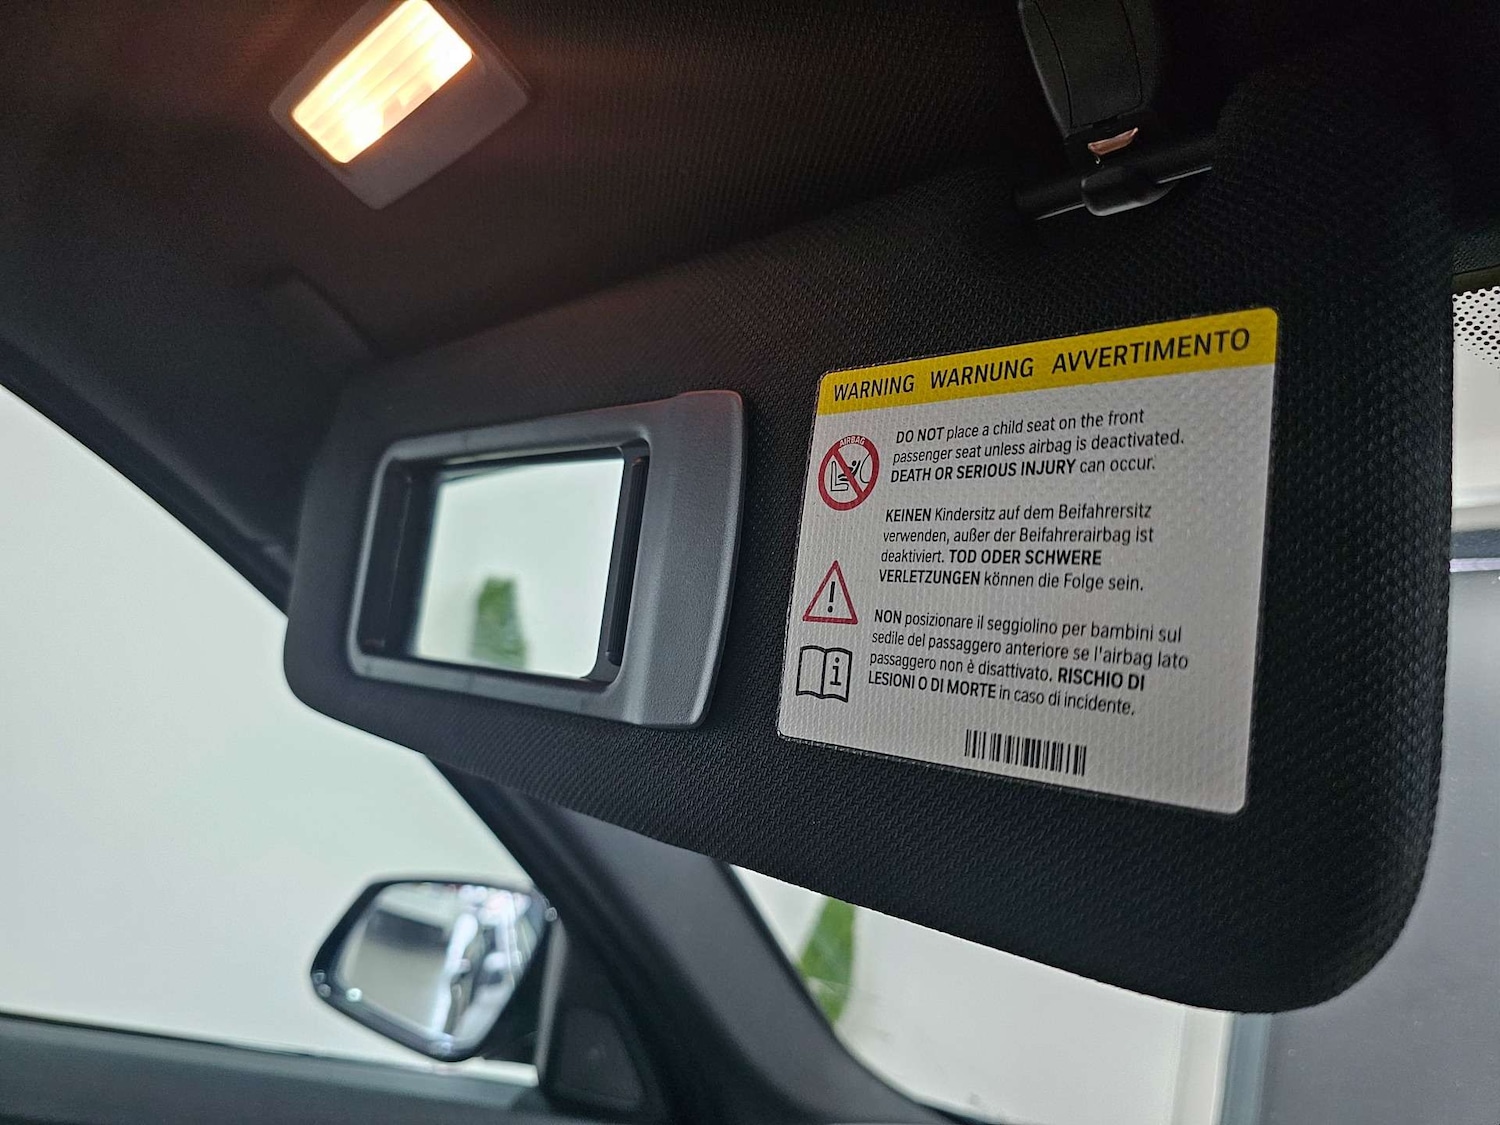 WARNING WARNUNG AVVERTIMENTO
AIRBAG
DO NOT place a child seat on the front
passenger seat unless airbag is deactivated.
DEATH OR SERIOUS INJURY can occur.
KEINEN Kindersitz auf dem Beifahrersitz
verwenden, außer der Beifahrerairbag ist
deaktiviert. TOD ODER SCHWERE
VERLETZUNGEN können die Folge sein.
NON posizionare il seggiolino per bambini sul
sedile del passaggero anteriore se l'airbag lato
passaggero non è disattivato. RISCHIO DI
LESIONI O DI MORTE in caso di incidente.